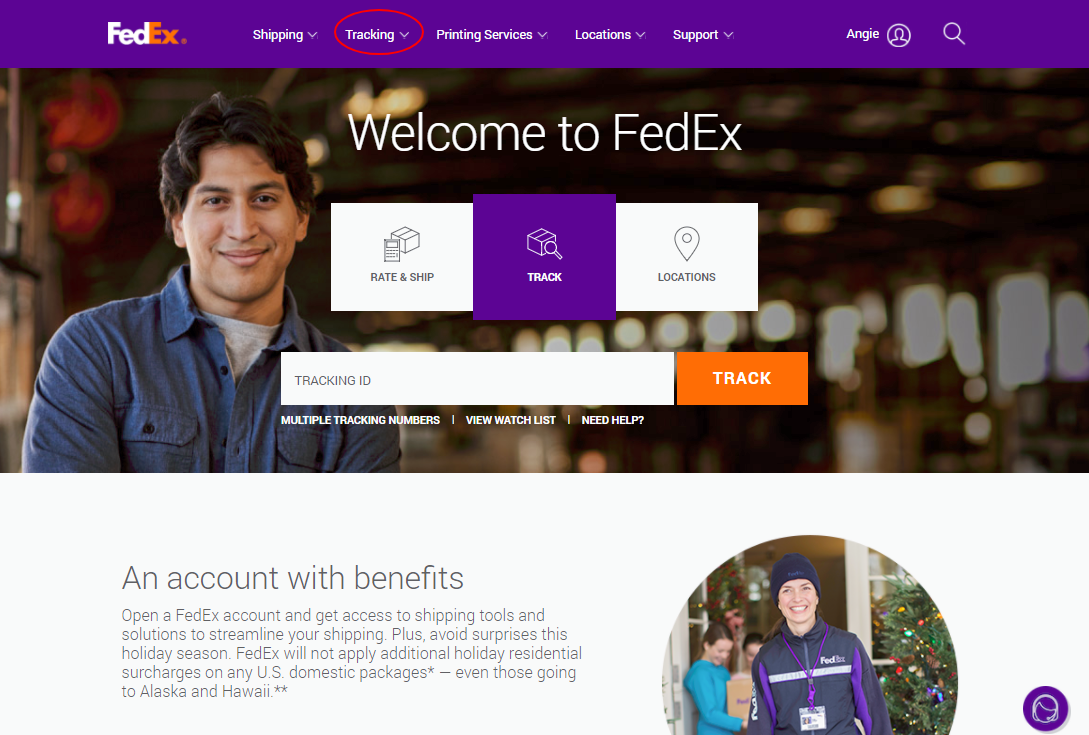 FedEx®
Shipping Tracking Printing Services Locations Support Angie
Welcome to FedEx
RATE & SHIP TRACK LOCATIONS
TRACKING ID TRACK
MULTIPLE TRACKING NUMBERS | VIEW WATCH LIST | NEED HELP?
An account with benefits
Open a FedEx account and get access to shipping tools and
solutions to streamline your shipping. Plus, avoid surprises this
holiday season. FedEx will not apply additional holiday residential
surcharges on any U.S. domestic packages* — even those going
to Alaska and Hawaii.**
FedEx